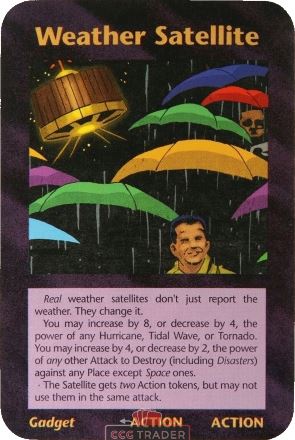 Weather Satellite
Real weather satellites don't just report the
weather. They change it.
You may increase by 8, or decrease by 4, the
power of any Hurricane, Tidal Wave, or Tornado.
You may increase by 4, or decrease by 2, the power
of any other Attack to Destroy (including Disasters)
against any Place except Space ones.
· The Satellite gets two Action tokens, but may not
use them in the same attack.
Gadget ACTION ACTION
CCG TRADER